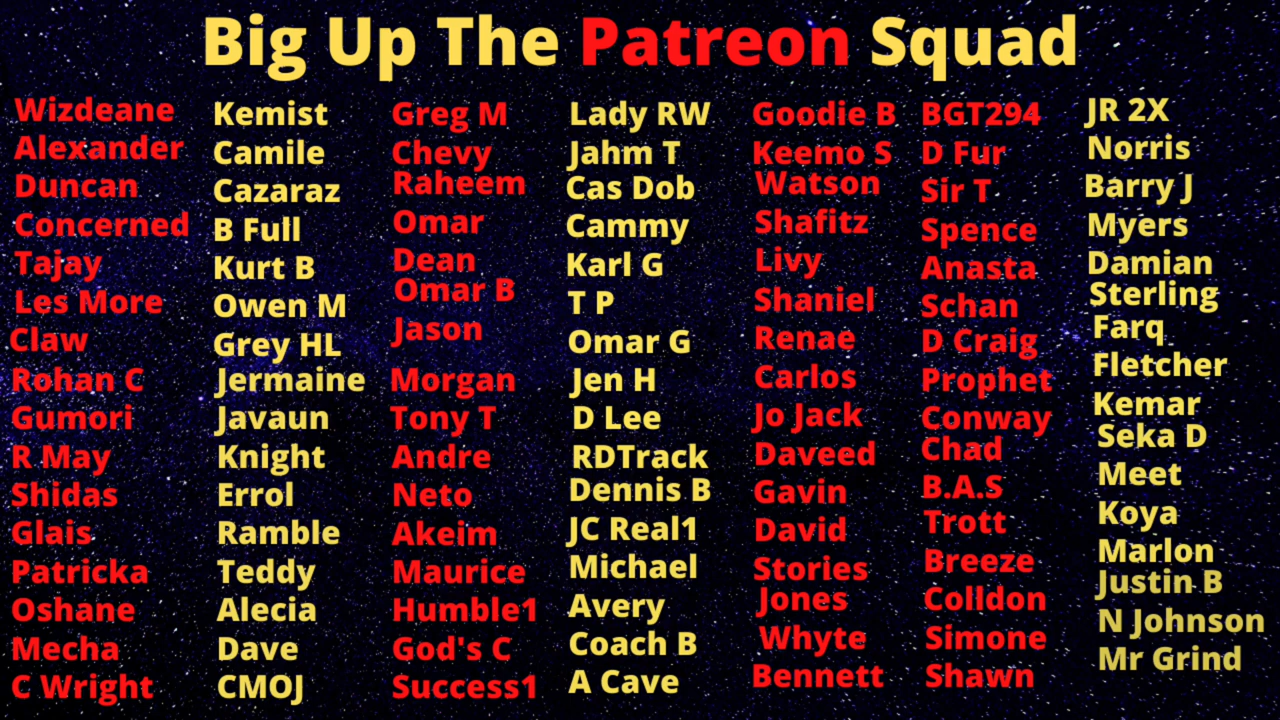 Big Up The Patreon Squad
Wizdeane
Alexander
Duncan
Concerned
Tajay
Les More
Claw
Rohan C
Gumori
R May
Shidas
Glais
Patricka
Oshane
Mecha
C Wright
Kemist
Camile
Cazaraz
B Full
Kurt B
Owen M
Grey HL
Jermaine
Javaun
Knight
Errol
Ramble
Teddy
Alecia
Dave
CMOJ
Greg M
Chevy
Raheem
Omar
Dean
Omar B
Jason
Morgan
Tony T
Andre
Neto
Akeim
Maurice
Humble1
God's C
Success1
Lady RW
Jahm T
Cas Dob
Cammy
Karl G
T P
Omar G
Jen H
D Lee
RDTrack
Dennis B
JC Real1
Michael
Avery
Coach B
A Cave
Goodie B
Keemo S
Watson
Shafitz
Livy
Shaniel
Renae
Carlos
Jo Jack
Daveed
Gavin
David
Stories
Jones
Whyte
Bennett
BGT294
D Fur
Sir T
Spence
Anasta
Schan
D Craig
Prophet
Conway
Chad
B.A.S
Trott
Breeze
Colldon
Simone
Shawn
JR 2X
Norris
Barry J
Myers
Damian
Sterling
Farq
Fletcher
Kemar
Seka D
Meet
Koya
Marlon
Justin B
N Johnson
Mr Grind